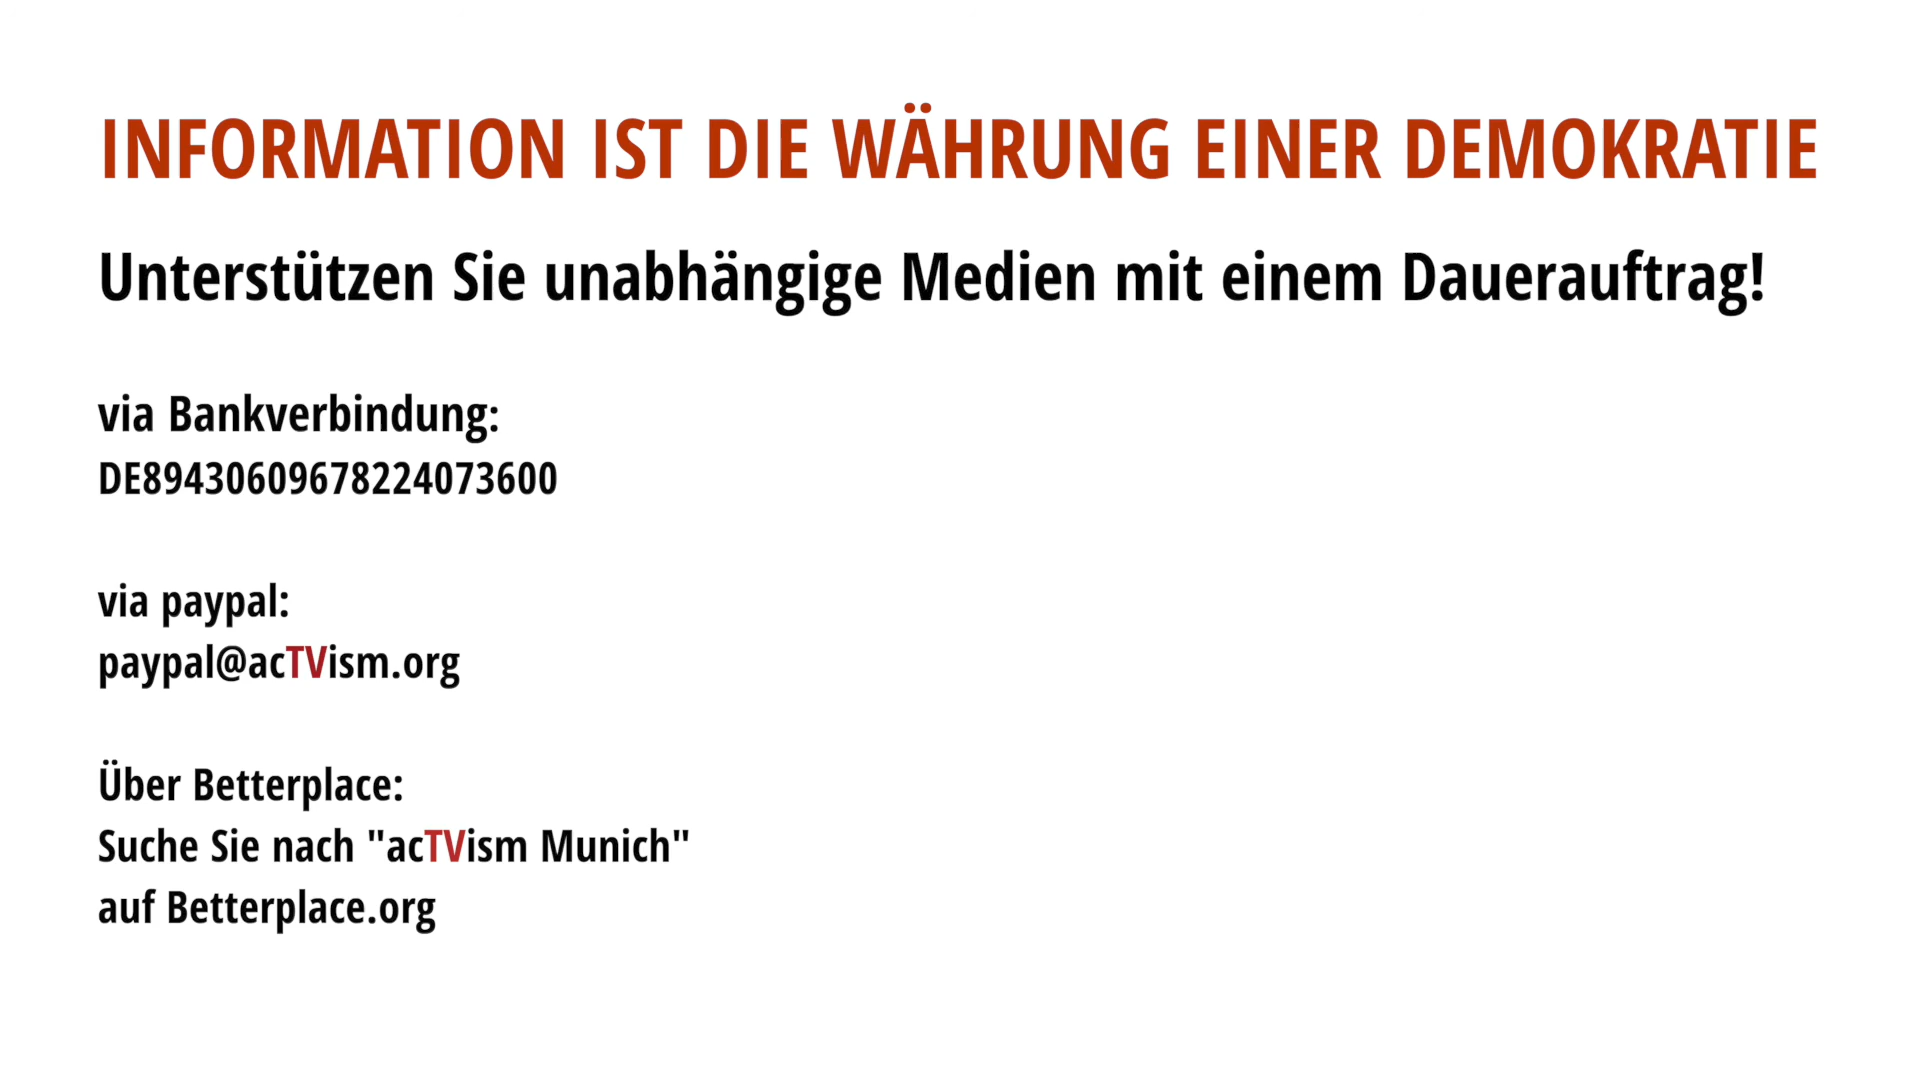 INFORMATION IST DIE WÄHRUNG EINER DEMOKRATIE
Unterstützen Sie unabhängige Medien mit einem Dauerauftrag!
via Bankverbindung:
DE89430609678224073600
via paypal:
paypal@acTVism.org
Über Betterplace:
Suche Sie nach "acTVism Munich"
auf Betterplace.org